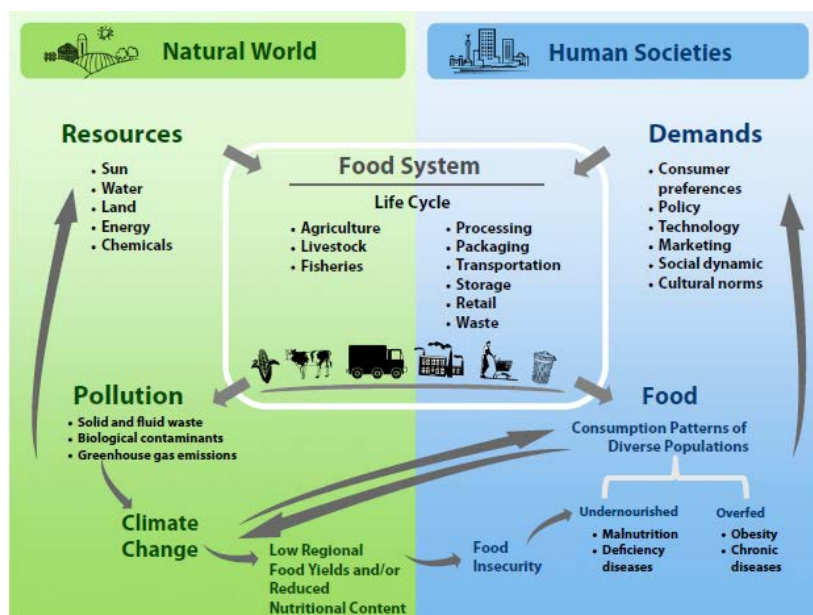 Natural World
Human Societies
Resources
• Sun
• Water
• Land
• Energy
• Chemicals
Food System
Life Cycle
• Agriculture
• Livestock
• Fisheries
• Processing
• Packaging
• Transportation
• Storage
• Retail
• Waste
Demands
• Consumer
preferences
• Policy
• Technology
• Marketing
• Social dynamic
• Cultural norms
Pollution
• Solid and fluid waste
• Biological contaminants
• Greenhouse gas emissions
Food
Consumption Patterns of
Diverse Populations
Climate
Change
Low Regional
Food Yields and/or
Reduced
Nutritional Content
Food
Insecurity
Undernourished
• Malnutrition
• Deficiency
diseases
Overfed
• Obesity
• Chronic
diseases